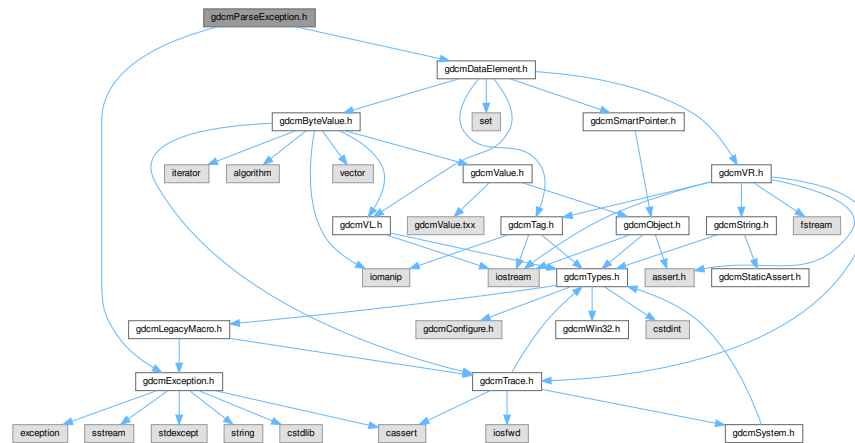 gdcmParseException.h
gdcmDataElement.h
gdcmByteValue.h
set
gdcmSmartPointer.h
iterator
algorithm
vector
gdcmValue.h
gdcmVR.h
gdcmVL.h
gdcmValue.txx
gdcmTag.h
gdcmObject.h
gdcmString.h
fstream
iomanip
iostream
gdcmTypes.h
assert.h
gdcmStaticAssert.h
gdcmLegacyMacro.h
gdcmConfigure.h
gdcmWin32.h
cstdint
gdcmException.h
gdcmTrace.h
exception
sstream
stdexcept
string
cstdlib
cassert
iosfwd
gdcmSystem.h